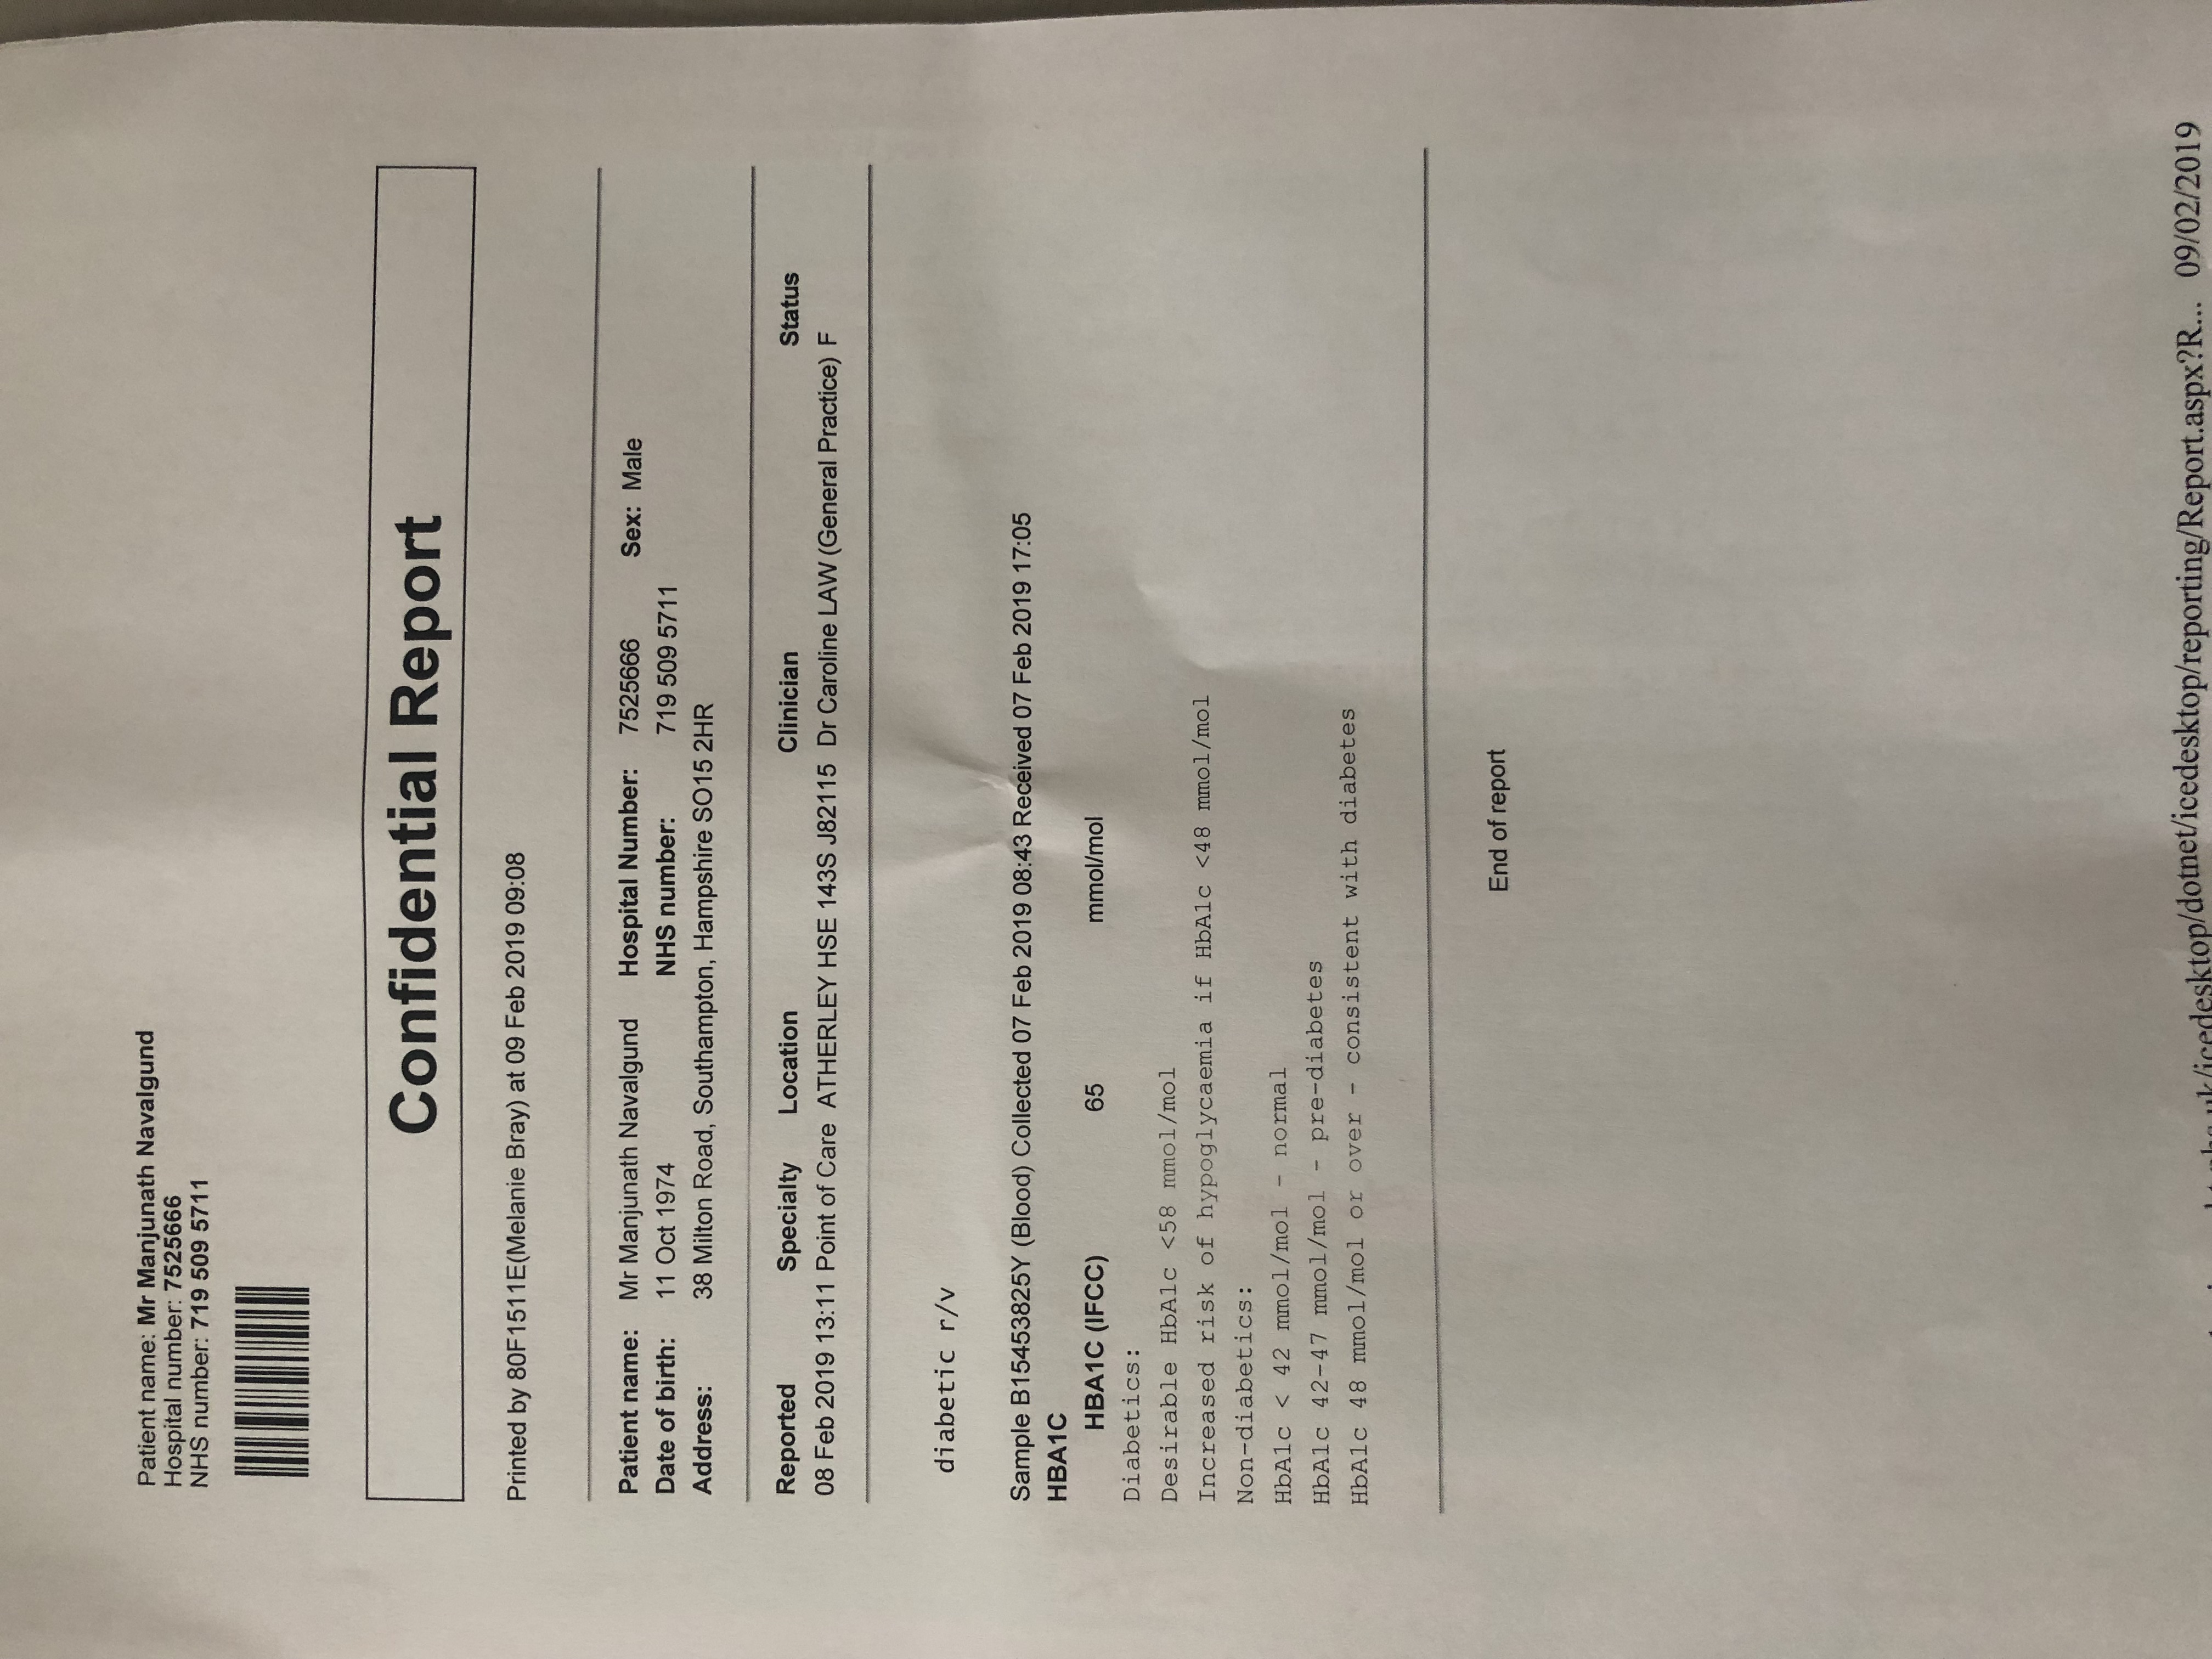 Patient name: Mr Manjunath Navalgund
Hospital number: 7525666
NHS number: 719 509 5711
Confidential Report
Printed by 80F1511E(Melanie Bray) at 09 Feb 2019 09:08
Patient name: Mr Manjunath Navalgund Hospital Number: 7525666 Sex: Male
Date of birth: 11 Oct 1974 NHS number: 719 509 5711
Address: 38 Milton Road, Southampton, Hampshire SO15 2HR
Reported Specialty Location Clinician Status
08 Feb 2019 13:11 Point of Care ATHERLEY HSE 143S J82115 Dr Caroline LAW (General Practice) F
diabetic r/v
Sample B15453825Y (Blood) Collected 07 Feb 2019 08:43 Received 07 Feb 2019 17:05
HBA1C
HBA1C (IFCC) 65 mmol/mol
Diabetics:
Desirable HbA1c <58 mmol/mol
Increased risk of hypoglycaemia if HbA1c <48 mmol/mol
Non-diabetics:
HbA1c < 42 mmol/mol - normal
HbA1c 42-47 mmol/mol - pre-diabetes
HbA1c 48 mmol/mol or over - consistent with diabetes
End of report
uk/icedesktop/dotnet/icedesktop/reporting/Report.aspx?R... 09/02/2019